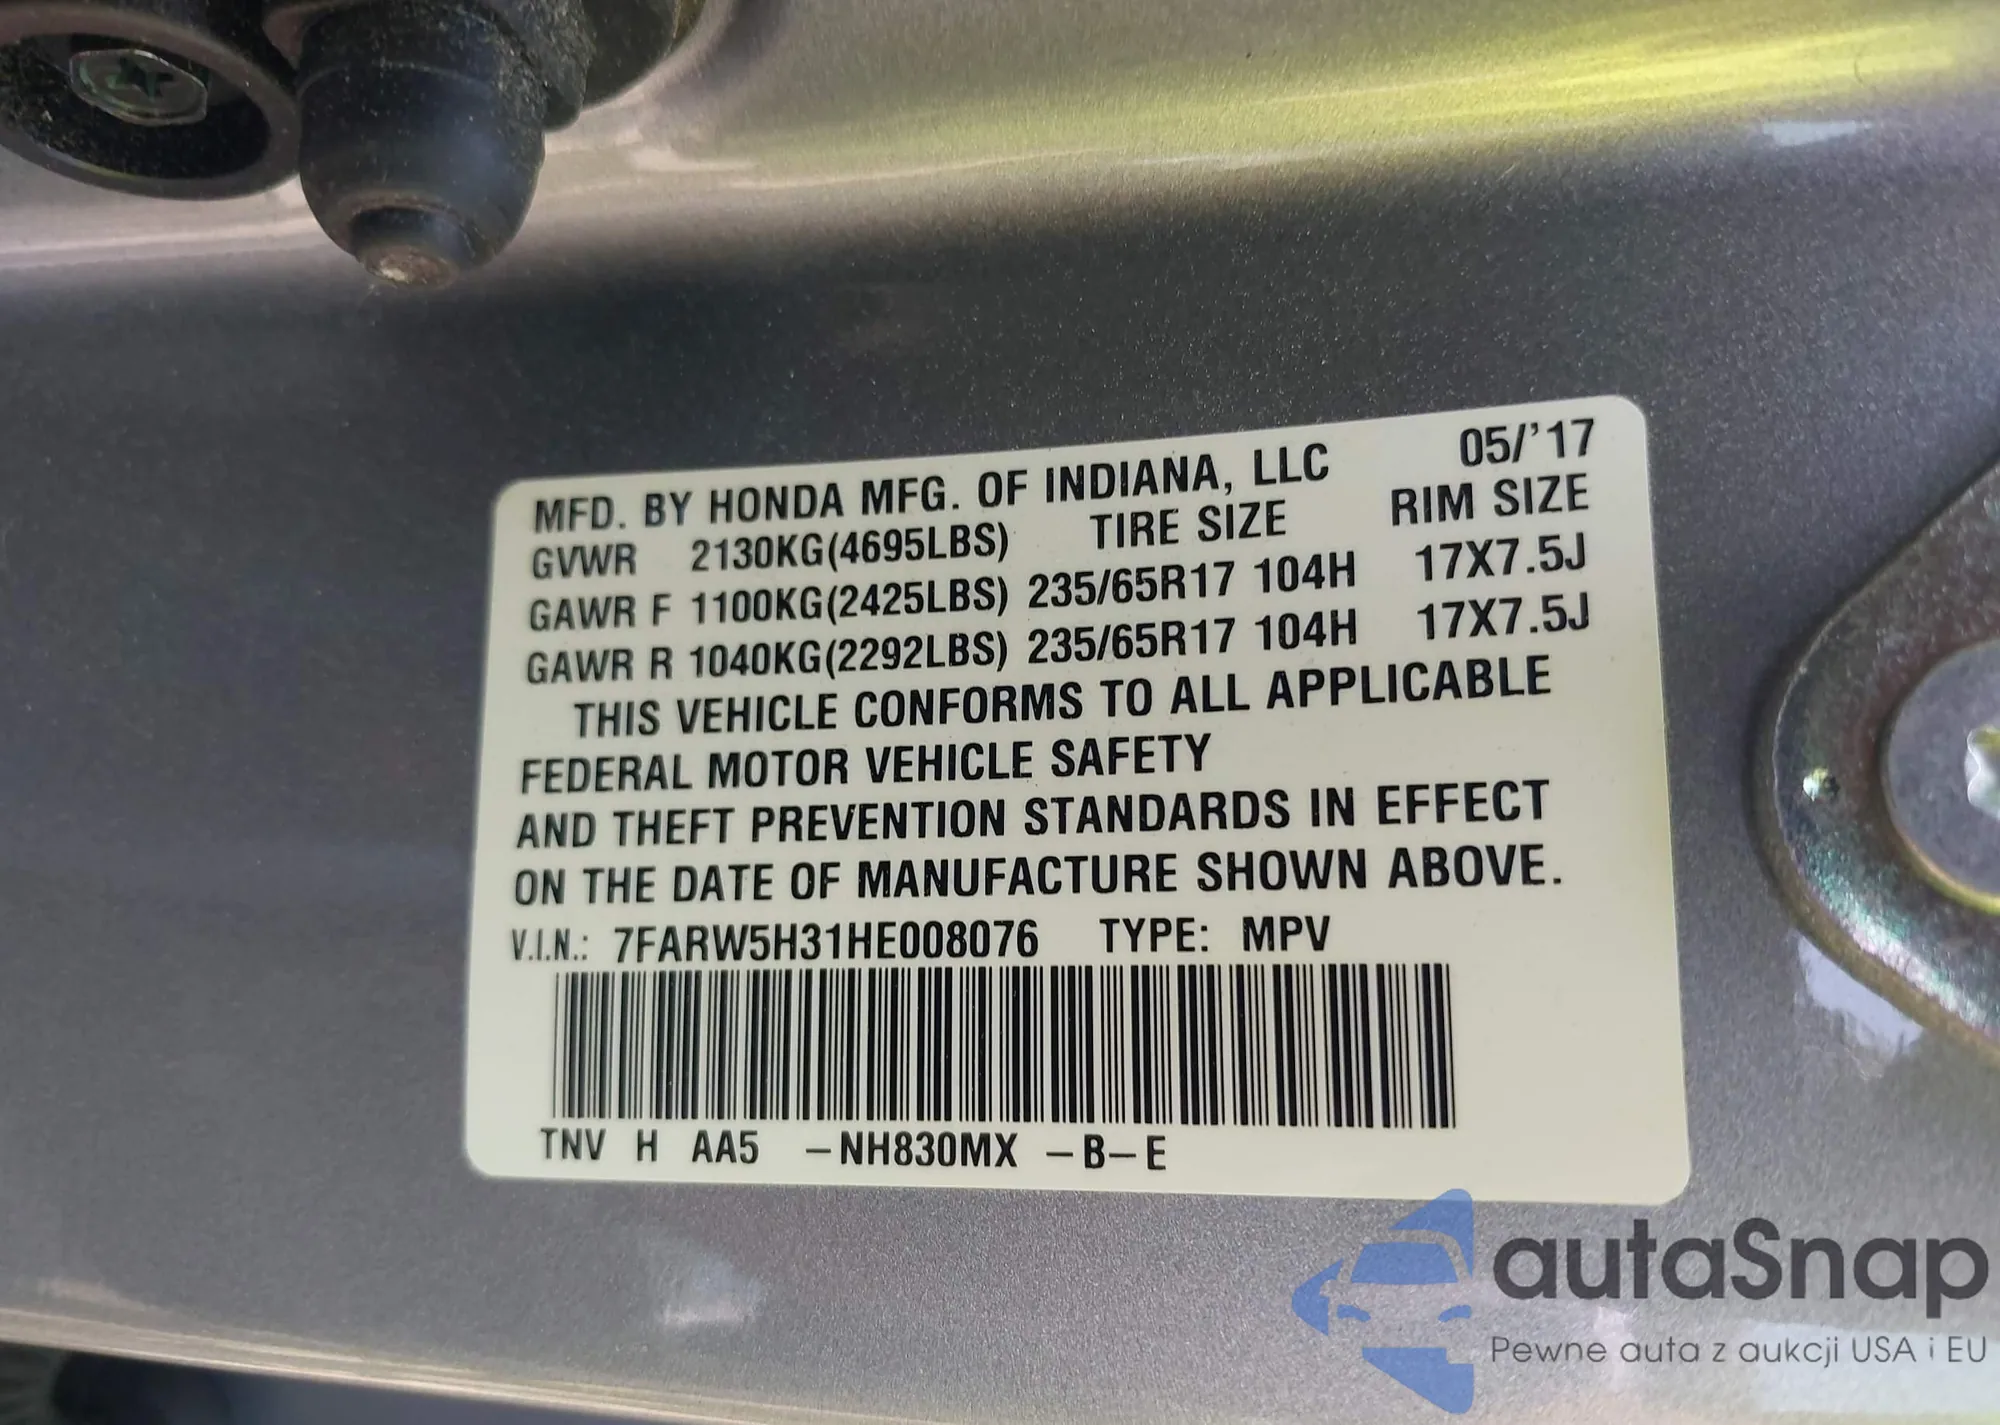 MFD. BY HONDA MFG. OF INDIANA, LLC 05/'17
GVWR 2130KG(4695LBS) TIRE SIZE RIM SIZE
GAWR F 1100KG(2425LBS) 235/65R17 104H 17X7.5J
GAWR R 1040KG(2292LBS) 235/65R17 104H 17X7.5J
THIS VEHICLE CONFORMS TO ALL APPLICABLE
FEDERAL MOTOR VEHICLE SAFETY
AND THEFT PREVENTION STANDARDS IN EFFECT
ON THE DATE OF MANUFACTURE SHOWN ABOVE.
V.I.N.: 7FARW5H31HE008076 TYPE: MPV
TNV H AA5 –NH830MX –B–E
autaSnap
Pewne auta z aukcji USA i EU